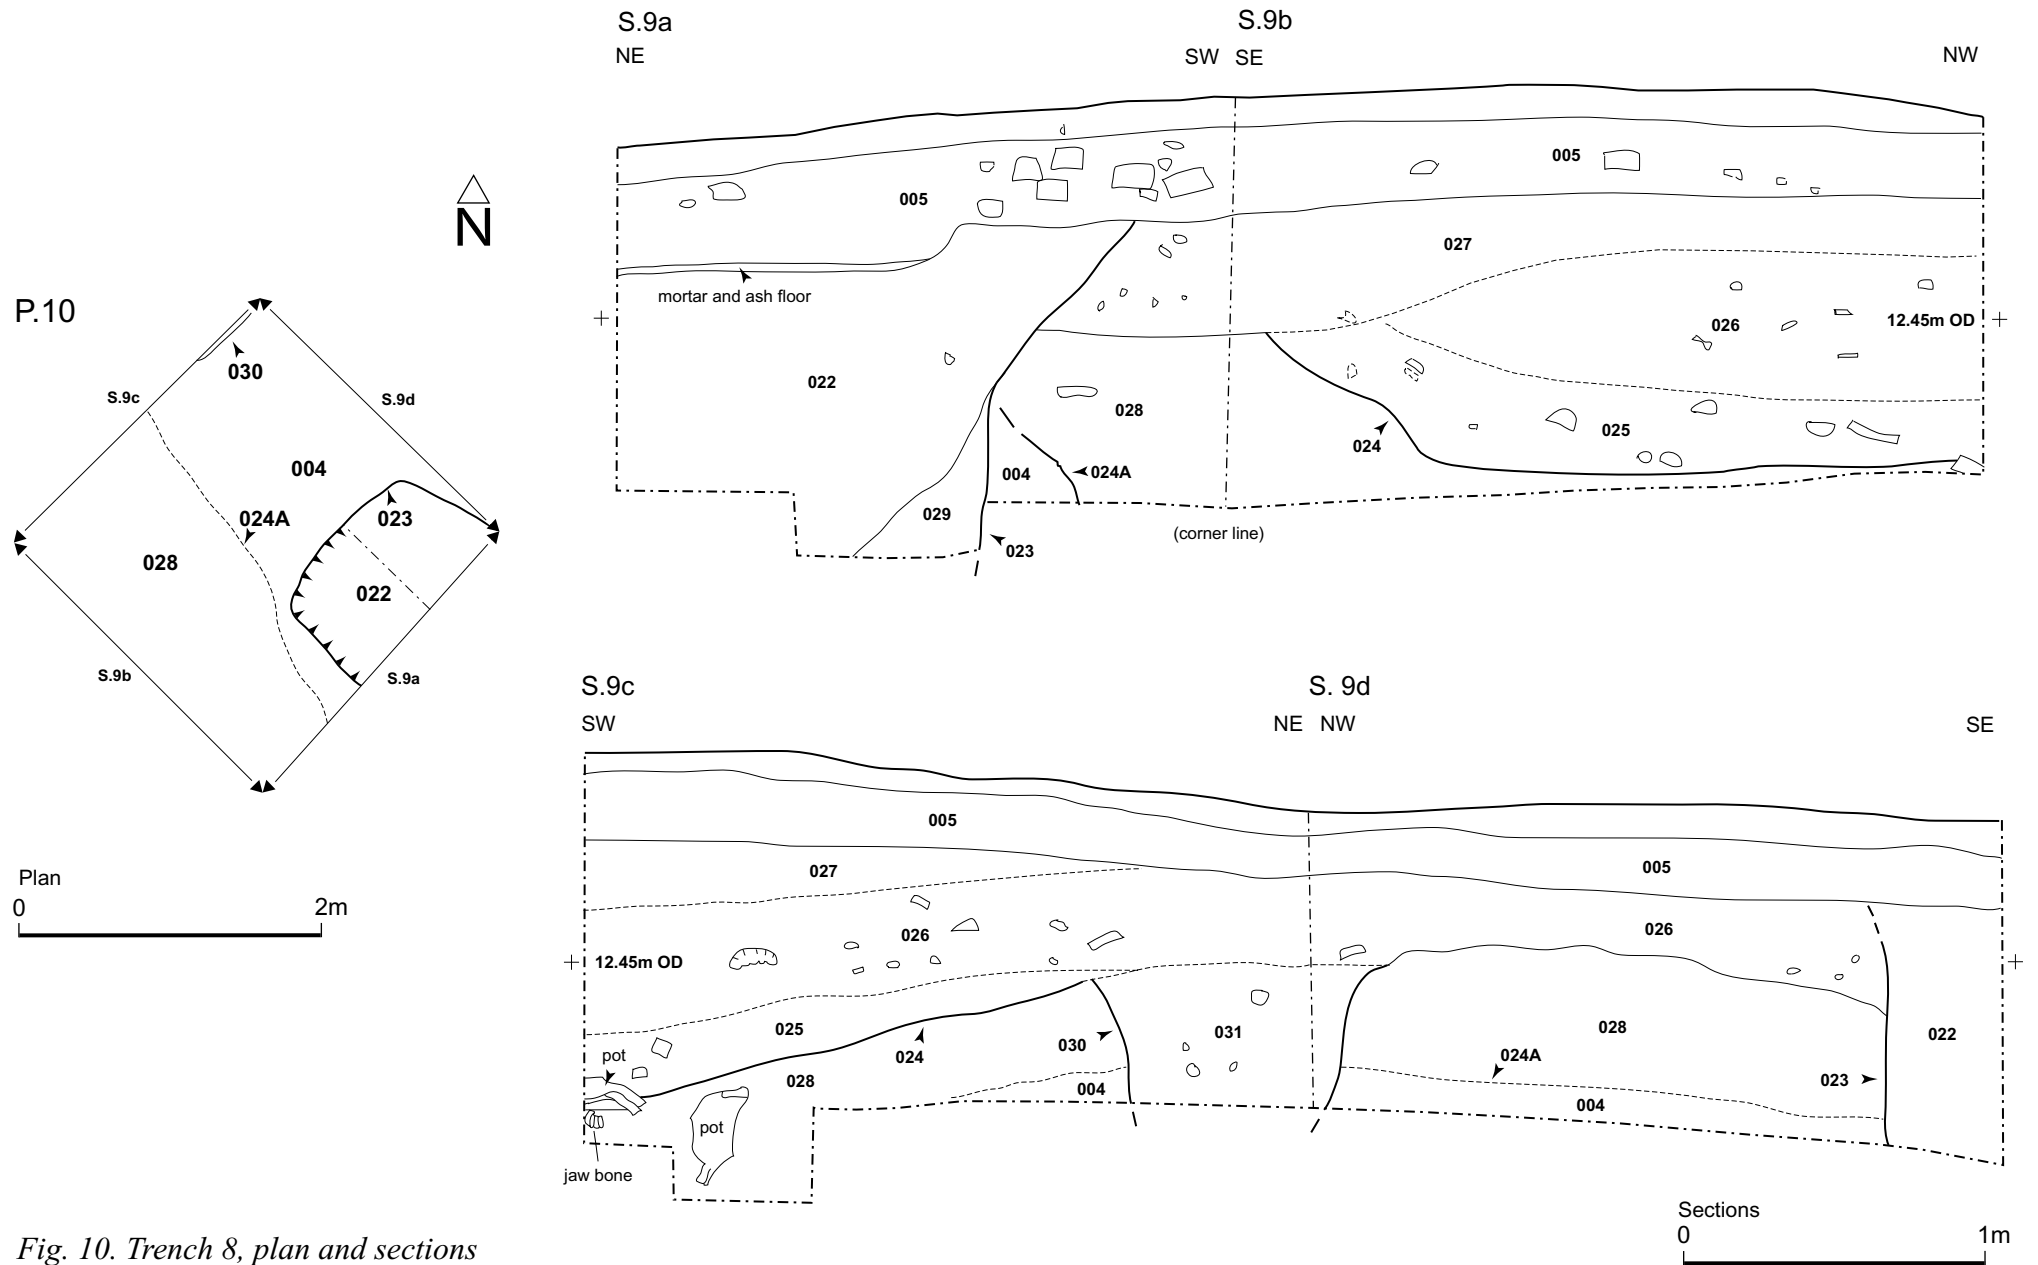 S.9a
S.9b
NE
SW
SE
NW
005
005
027
mortar and ash floor
026
12.45m OD
022
028
025
024
004
024A
029
(corner line)
023
N
P.10
030
S.9c
S.9d
004
024A
023
028
022
S.9b
S.9a
Plan
0
2m
S.9c
S. 9d
SW
NE
NW
SE
005
005
027
026
026
12.45m OD
025
024
030
031
028
022
pot
028
004
024A
023
004
pot
jaw bone
Sections
0
1m
Fig. 10. Trench 8, plan and sections